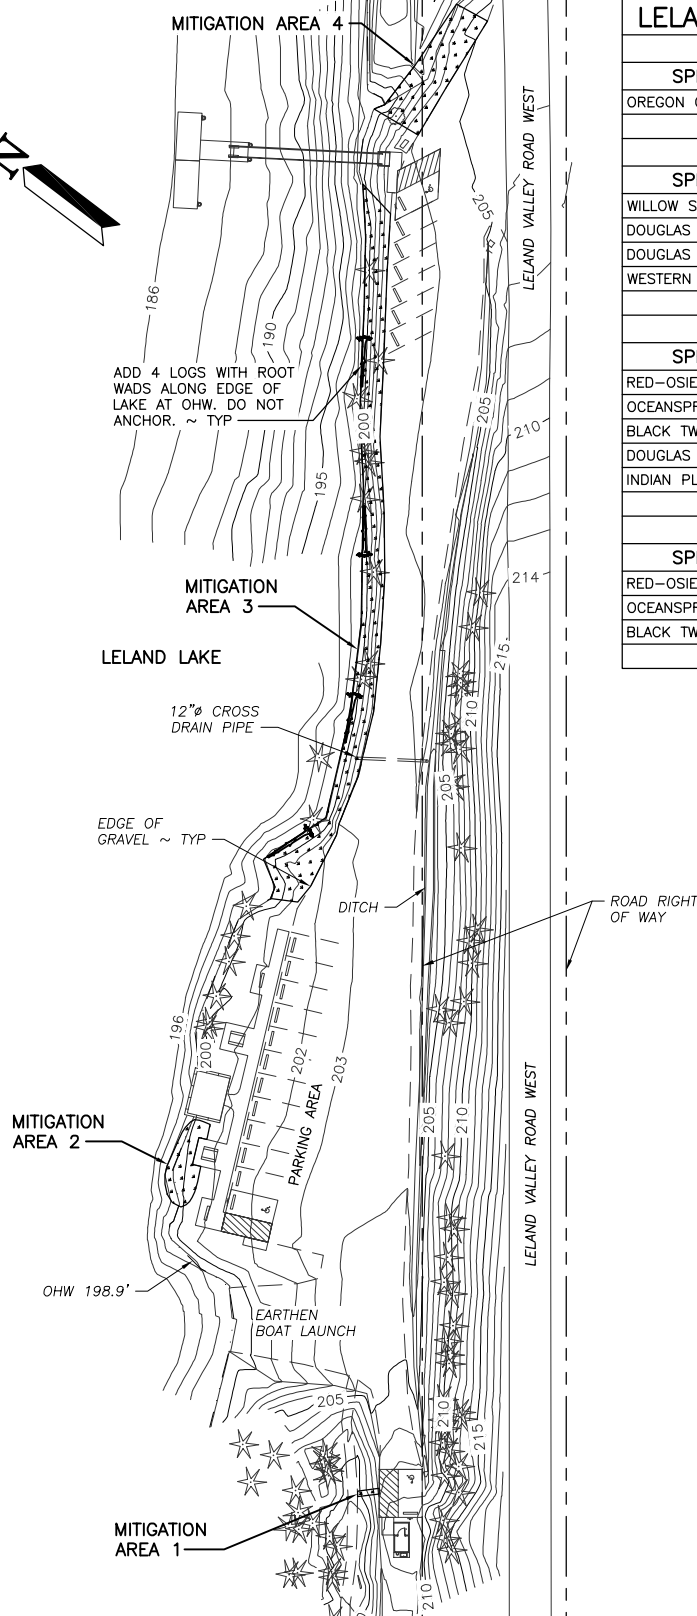 MITIGATION AREA 4
LELA
SP
OREGON
SP
WILLOW S
DOUGLAS
DOUGLAS
WESTERN
SP
RED-OSIE
OCEANSPR
BLACK TW
DOUGLAS
INDIAN PL
SP
RED-OSIE
OCEANSPR
BLACK TW
N
LELAND VALLEY ROAD WEST
205
186
190
ADD 4 LOGS WITH ROOT
WADS ALONG EDGE OF
LAKE AT OHW. DO NOT
ANCHOR. ~ TYP
200
205
210
195
214
MITIGATION
AREA 3
LELAND LAKE
215
210
12"ø CROSS
DRAIN PIPE
205
EDGE OF
GRAVEL ~ TYP
DITCH
ROAD RIGHT
OF WAY
196
200
202
203
PARKING AREA
205
210
LELAND VALLEY ROAD WEST
MITIGATION
AREA 2
OHW 198.9'
EARTHEN
BOAT LAUNCH
205
210
215
MITIGATION
AREA 1
210